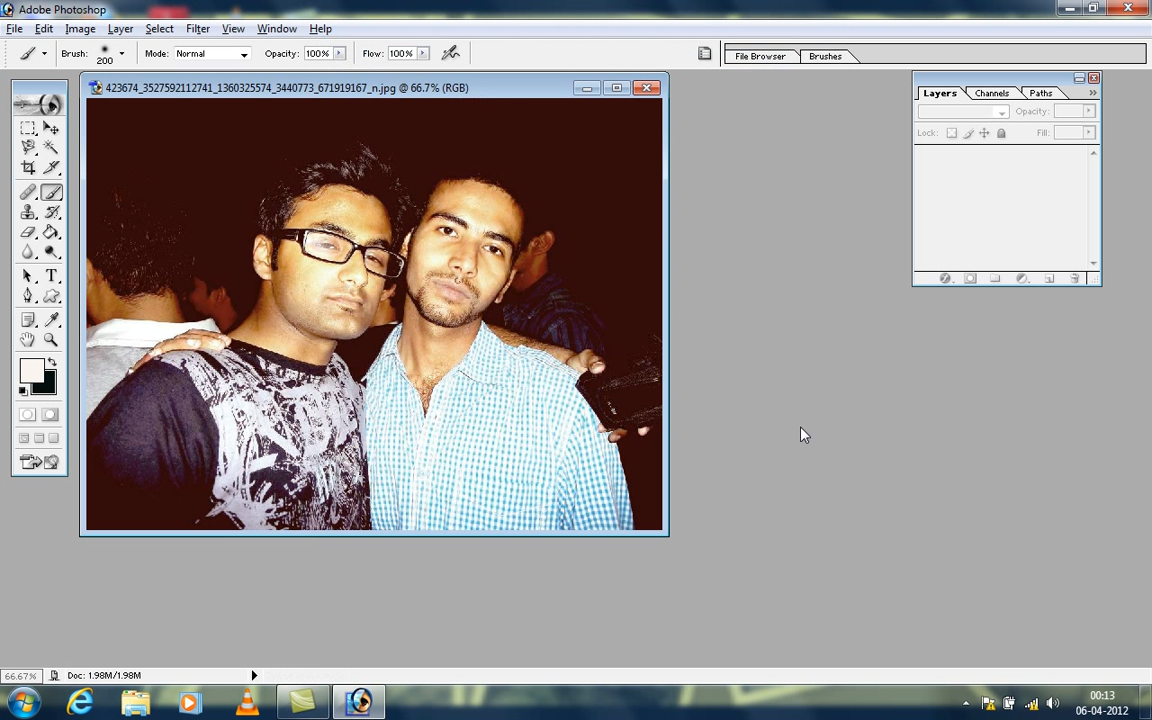 Adobe Photoshop
File Edit Image Layer Select Filter View Window Help
Brush: 200 Mode: Normal Opacity: 100% Flow: 100% File Browser Brushes
423674_3527592112741_1360325574_3440773_671919167_n.jpg @ 66.7% (RGB)
Layers Channels Paths
Opacity:
Lock: Fill:
66.67% Doc: 1.98M/1.98M
00:13
06-04-2012